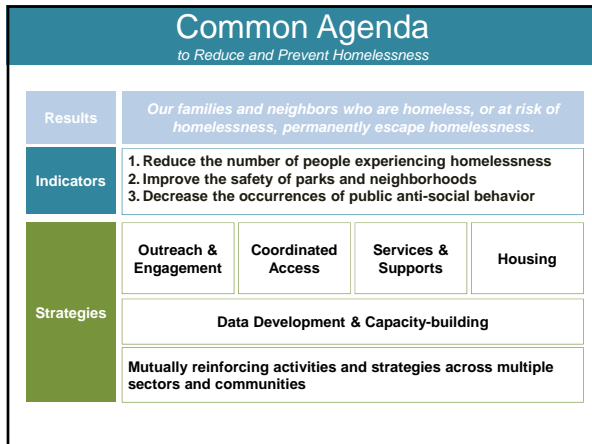 Common Agenda
to Reduce and Prevent Homelessness
Results
Our families and neighbors who are homeless, or at risk of
homelessness, permanently escape homelessness.
Indicators
1. Reduce the number of people experiencing homelessness
2. Improve the safety of parks and neighborhoods
3. Decrease the occurrences of public anti-social behavior
Strategies
Outreach &
Engagement
Coordinated
Access
Services &
Supports
Housing
Data Development & Capacity-building
Mutually reinforcing activities and strategies across multiple
sectors and communities